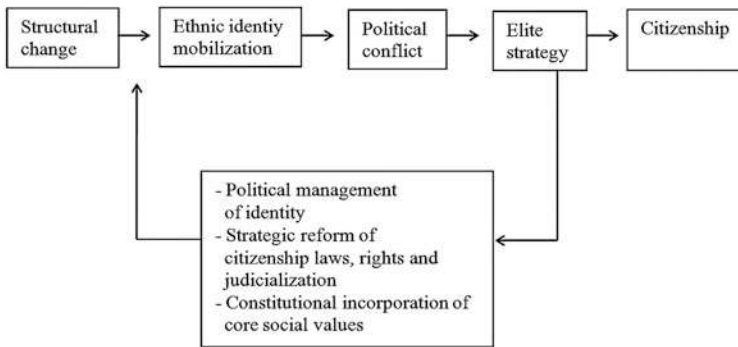 Structural
change
Ethnic identiy
mobilization
Political
conflict
Elite
strategy
Citizenship
- Political management
of identity
- Strategic reform of
citizenship laws, rights and
judicialization
- Constitutional incorporation of
core social values